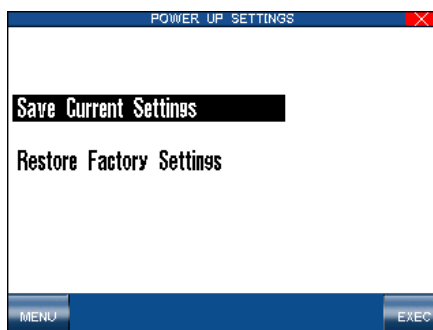 POWER UP SETTINGS
Save Current Settings
Restore Factory Settings
MENU
EXEC